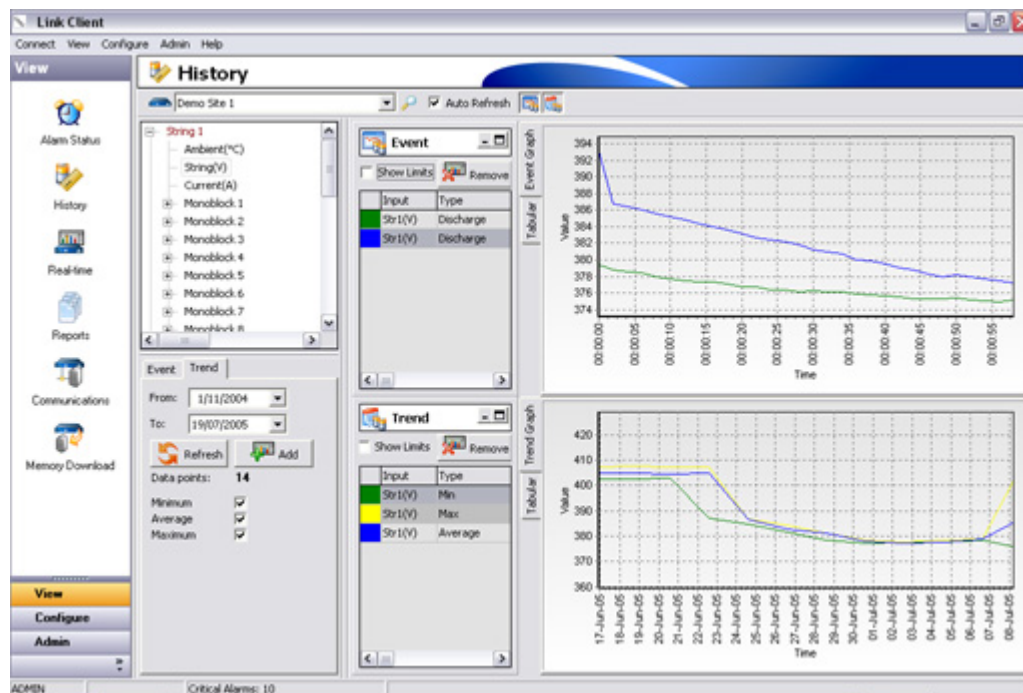 Link Client
Connect View Configure Admin Help
View
History
Demo Site 1
Auto Refresh
Alarm Status
History
Real-time
Reports
Communications
Memory Download
View
Configure
Admin
String 1
Ambient(°C)
String(V)
Current(A)
Monoblock 1
Monoblock 2
Monoblock 3
Monoblock 4
Monoblock 5
Monoblock 6
Monoblock 7
Monoblock 8
Event Trend
From: 1/11/2004
To: 19/07/2005
Refresh Add
Data points: 14
Minimum
Average
Maximum
Event
Show Limits Remove
Input Type
Str1(V) Discharge
Str1(V) Discharge
Trend
Show Limits Remove
Input Type
Str1(V) Min
Str1(V) Max
Str1(V) Average
Event Graph
Tabular
Value
394
392
390
388
386
384
382
380
378
376
374
00:00:00
00:00:05
00:00:10
00:00:15
00:00:20
00:00:25
00:00:30
00:00:35
00:00:40
00:00:45
00:00:50
00:00:55
Time
Trend Graph
Tabular
Value
420
410
400
390
380
370
360
17-Jun-05
18-Jun-05
19-Jun-05
20-Jun-05
21-Jun-05
22-Jun-05
23-Jun-05
24-Jun-05
25-Jun-05
26-Jun-05
27-Jun-05
28-Jun-05
29-Jun-05
30-Jun-05
01-Jul-05
02-Jul-05
03-Jul-05
04-Jul-05
05-Jul-05
06-Jul-05
07-Jul-05
08-Jul-05
Time
ADMIN
Critical Alarms: 10